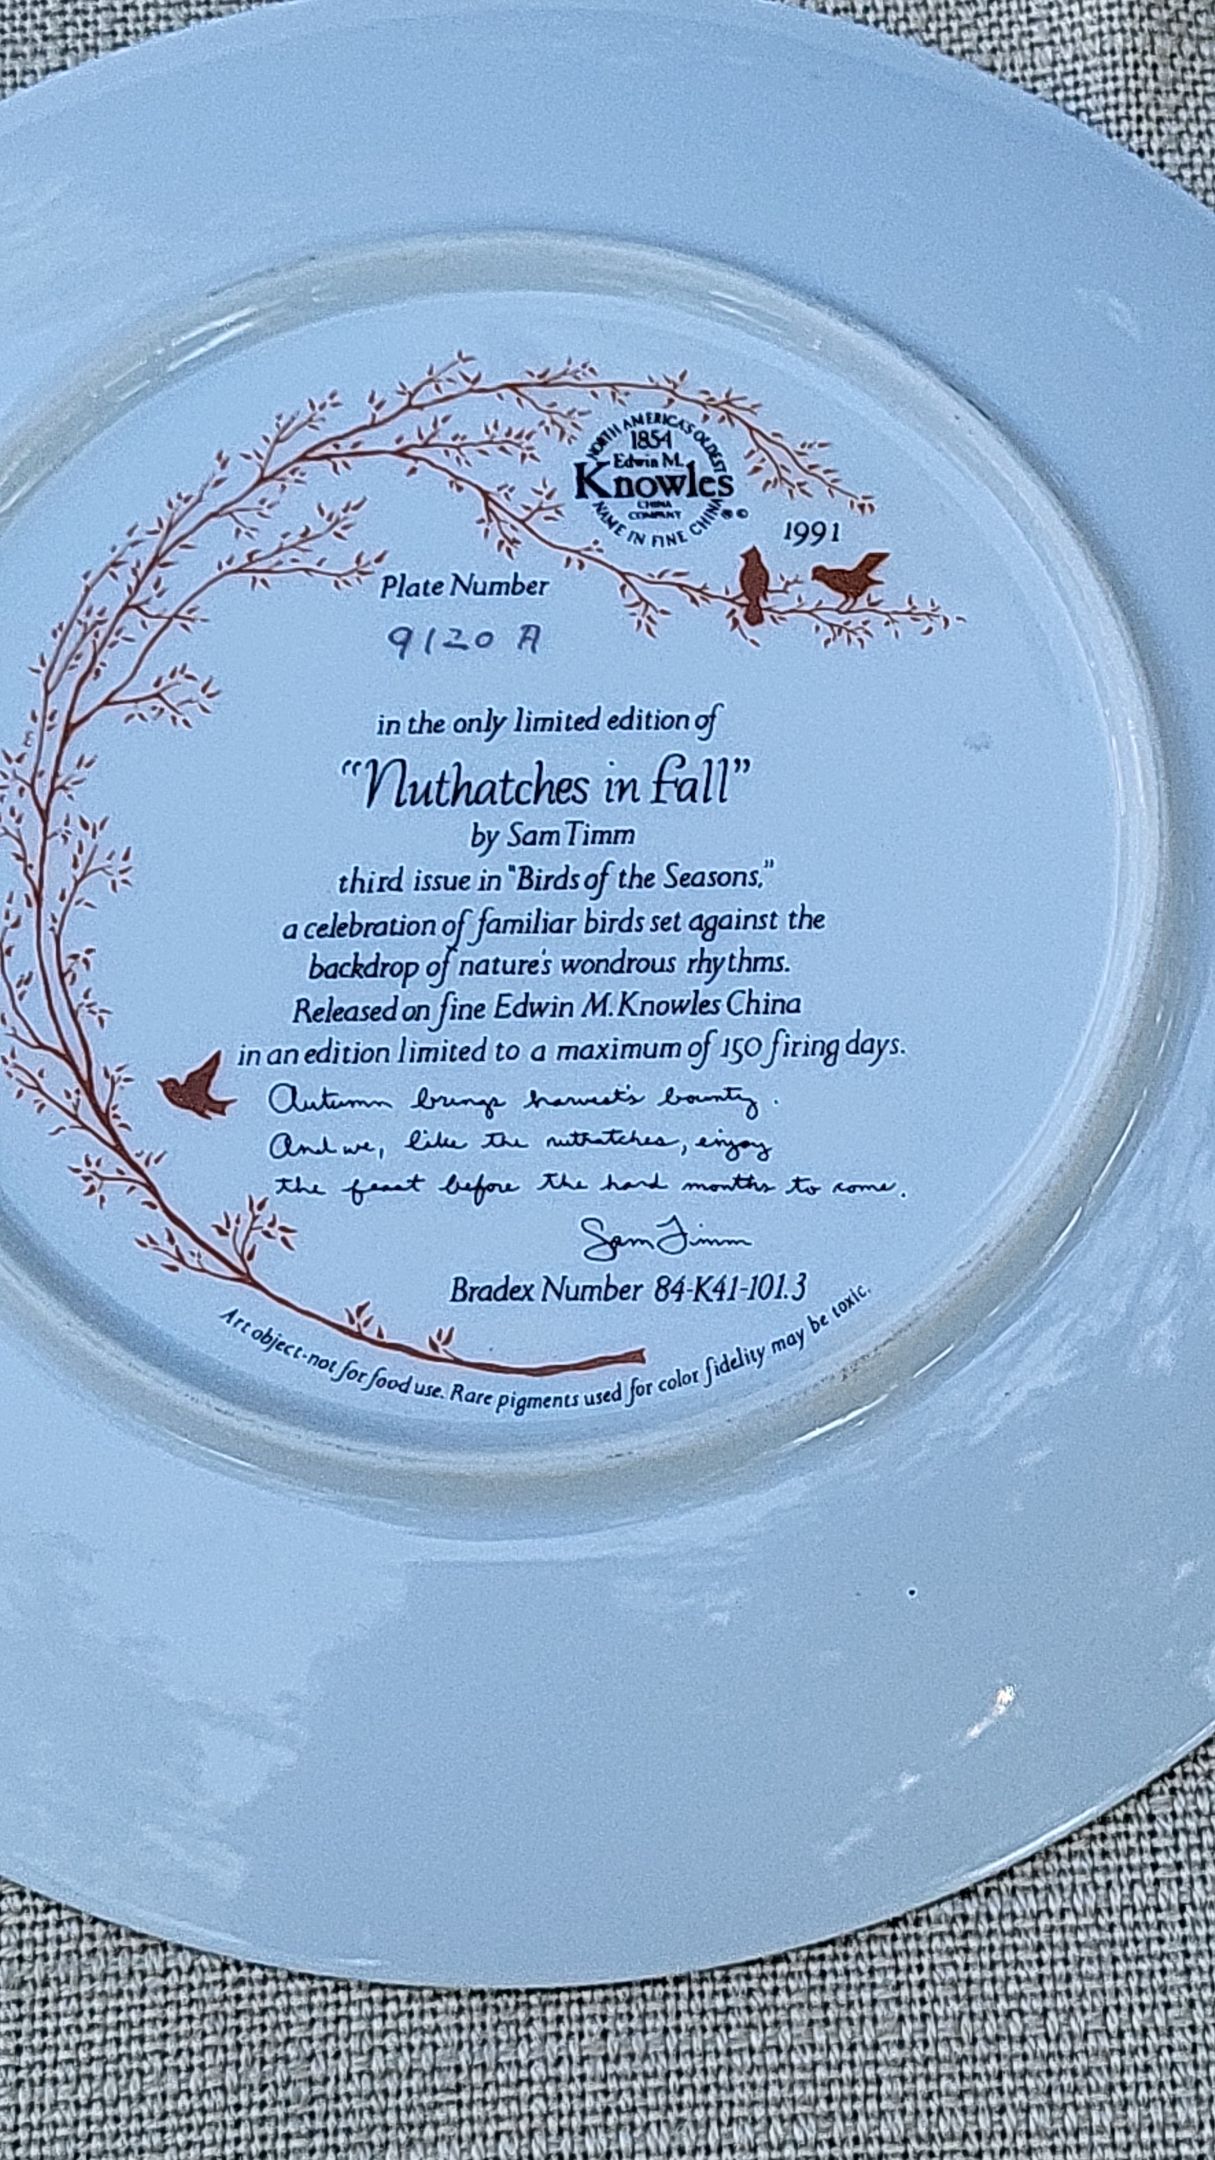 NORTH AMERICA'S OLDEST
1854
Edwin M.
Knowles
CHINA
COMPANY
NAME IN FINE CHINA
® ©
1991
Plate Number
9120 A
in the only limited edition of
"Nuthatches in Fall"
by Sam Timm
third issue in "Birds of the Seasons,"
a celebration of familiar birds set against the
backdrop of nature's wondrous rhythms.
Released on fine Edwin M. Knowles China
in an edition limited to a maximum of 150 firing days.
Autumn brings harvest's bounty.
And we, like the nuthatches, enjoy
the feast before the hard months to come.
Sam Timm
Bradex Number 84-K41-101.3
Art object-not for food use. Rare pigments used for color fidelity may be toxic.